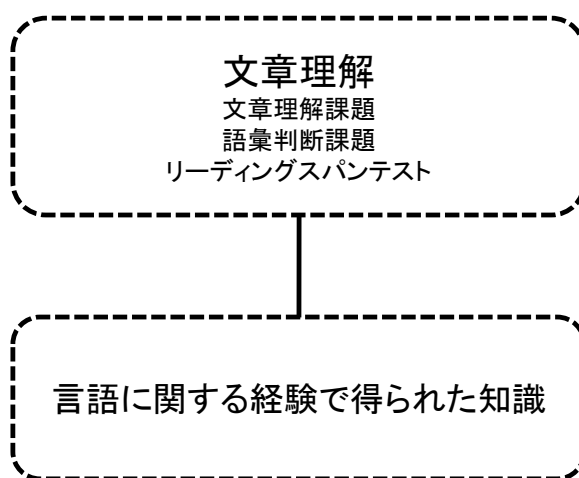 文章理解
文章理解課題
語彙判断課題
リーディングスパンテスト
言語に関する経験で得られた知識